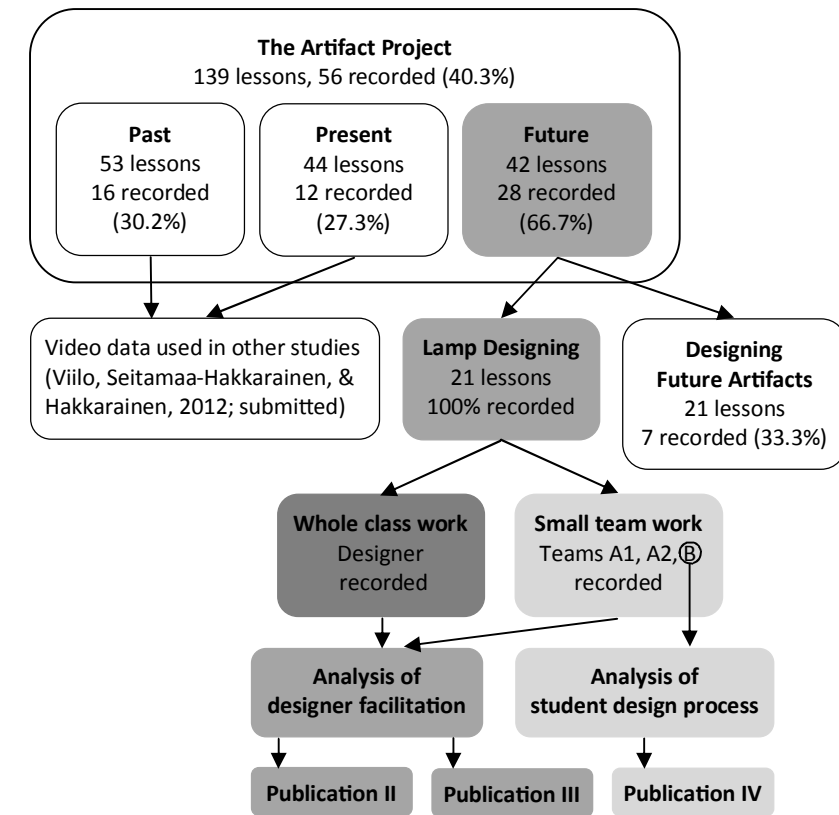 The Artifact Project
139 lessons, 56 recorded (40.3%)
Past
53 lessons
16 recorded
(30.2%)
Present
44 lessons
12 recorded
(27.3%)
Future
42 lessons
28 recorded
(66.7%)
Video data used in other studies
(Viilo, Seitamaa-Hakkarainen, &
Hakkarainen, 2012; submitted)
Lamp Designing
21 lessons
100% recorded
Designing
Future Artifacts
21 lessons
7 recorded (33.3%)
Whole class work
Designer
recorded
Small team work
Teams A1, A2, B
recorded
Analysis of
designer facilitation
Analysis of
student design process
Publication II
Publication III
Publication IV